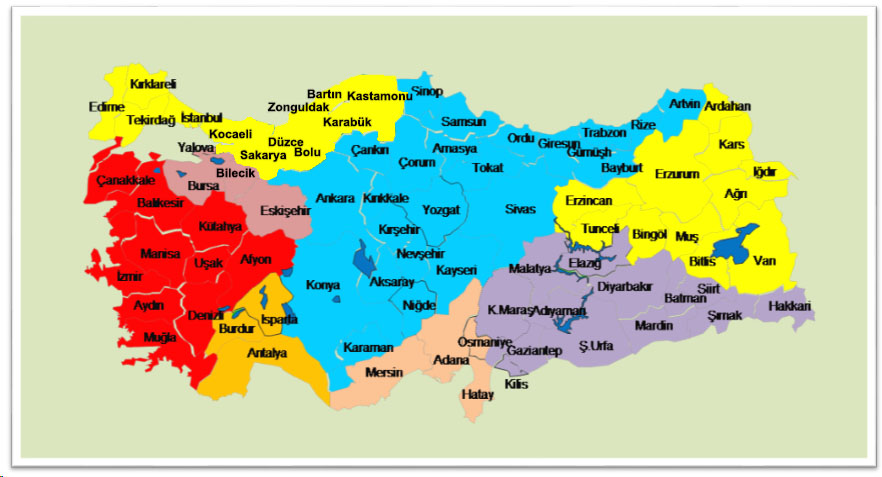 Kırklareli
Edirne
Tekirdağ
İstanbul
Kocaeli
Sakarya
Düzce
Bolu
Zonguldak
Bartın
Karabük
Kastamonu
Sinop
Samsun
Ordu
Giresun
Trabzon
Rize
Artvin
Ardahan
Gümüşh
Bayburt
Kars
Iğdır
Ağrı
Erzurum
Erzincan
Tunceli
Bingöl
Muş
Bitlis
Van
Yalova
Bursa
Bilecik
Eskişehir
Çanakkale
Balıkesir
Kütahya
Manisa
Uşak
Afyon
İzmir
Aydın
Denizli
Muğla
Burdur
Isparta
Antalya
Çankırı
Çorum
Amasya
Tokat
Ankara
Kırıkkale
Yozgat
Sivas
Kırşehir
Nevşehir
Kayseri
Konya
Aksaray
Niğde
Karaman
Mersin
Adana
Osmaniye
Hatay
Malatya
Elazığ
K.Maraş
Adıyaman
Diyarbakır
Batman
Siirt
Şırnak
Hakkari
Mardin
Ş.Urfa
Gaziantep
Kilis